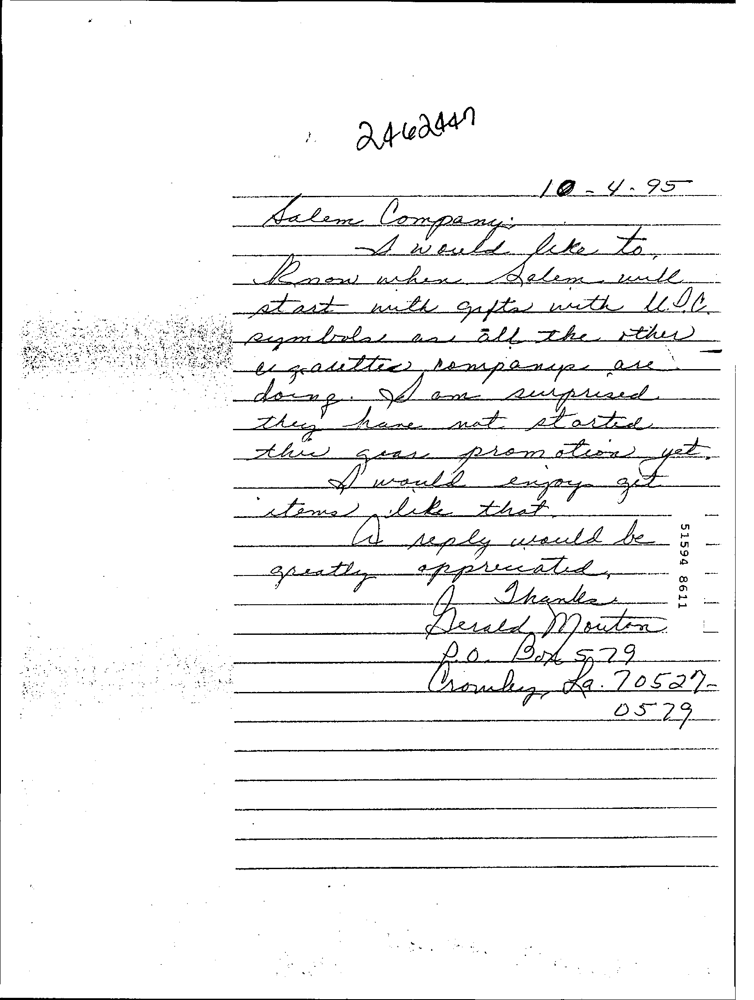 2462447
10-4-95
Salem Company;
I would like to
know when Salem will
start with gifts with U.P.C.
symbols as all the other
cigarettes companys are
doing. I am surprised
they have not started
this
promotion yet.
I would enjoy get
items like that.
A reply would be
greatly appreciated,
Thanks
Gerald Mouton
P.O. Box 579
Crowley, La. 70527-
0579
51594 8611